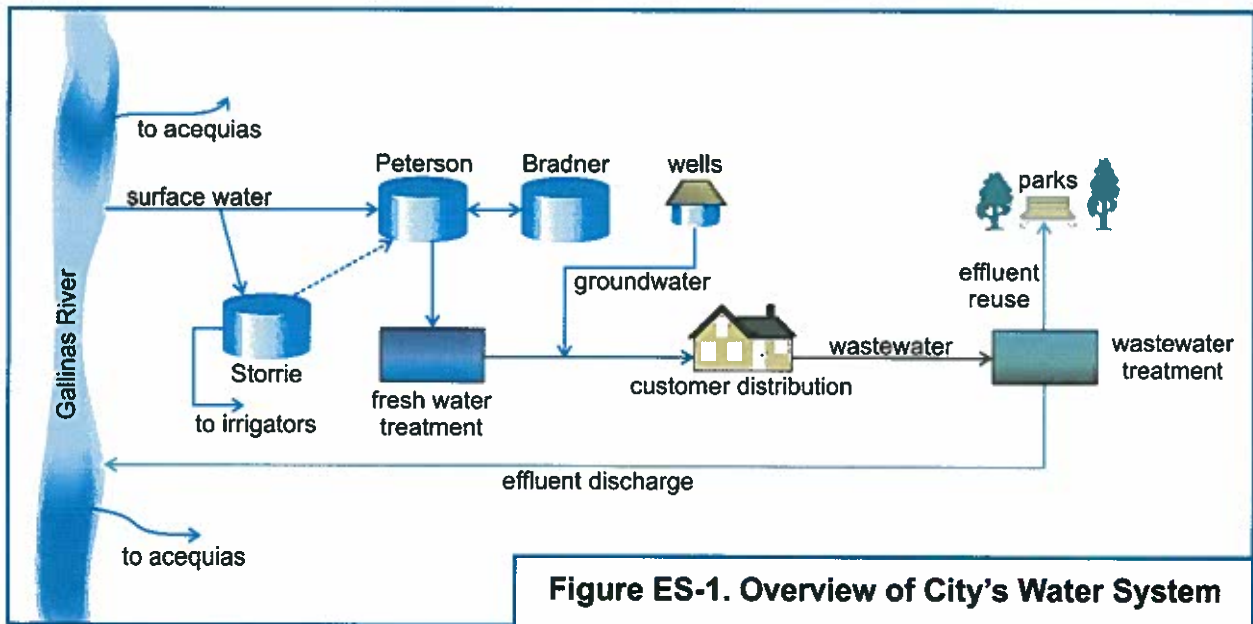 to acequias
Peterson
Bradner
wells
parks
surface water
groundwater
effluent
reuse
Gallinas River
Storrie
wastewater
wastewater
treatment
customer distribution
fresh water
treatment
to irrigators
effluent discharge
to acequias
Figure ES-1. Overview of City's Water System